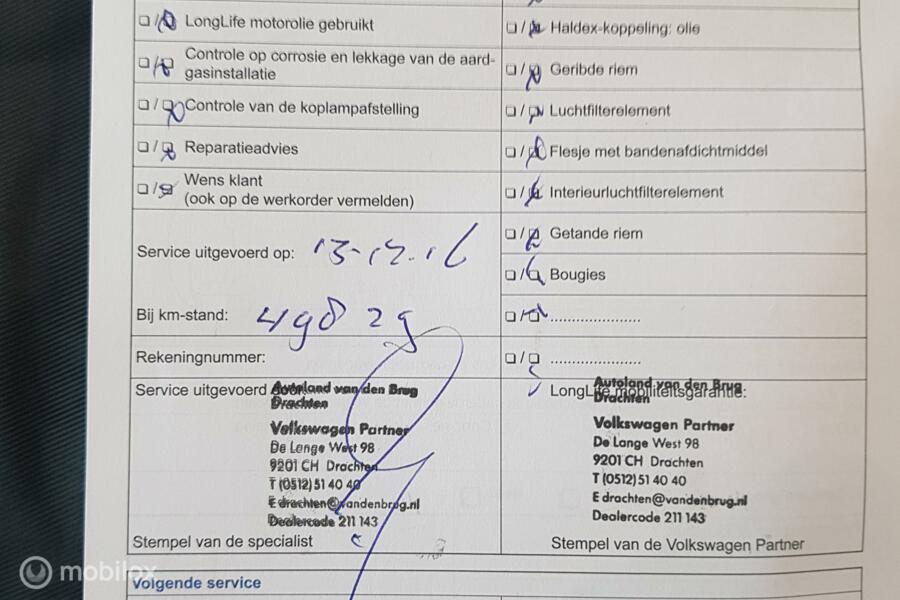 LongLife motorolie gebruikt
Controle op corrosie en lekkage van de aard-
gasinstallatie
Controle van de koplampafstelling
Reparatieadvies
Wens klant
(ook op de werkorder vermelden)
Service uitgevoerd op: 13-12-16
Bij km-stand: 49829
Rekeningnummer:
Service uitgevoerd door:
Autoland van den Brug
Drachten
Volkswagen Partner
De Lange West 98
9201 CH Drachten
T (0512) 51 40 40
E drachten@vandenbrug.nl
Dealercode 211 143
Stempel van de specialist
Haldex-koppeling: olie
Geribde riem
Luchtfilterelement
Flesje met bandenafdichtmiddel
Interieurluchtfilterelement
Getande riem
Bougies
.....................
.....................
LongLife mobiliteitsgarantie:
Autoland van den Brug
Drachten
Volkswagen Partner
De Lange West 98
9201 CH Drachten
T (0512) 51 40 40
E drachten@vandenbrug.nl
Dealercode 211 143
Stempel van de Volkswagen Partner
Volgende service
mobilox